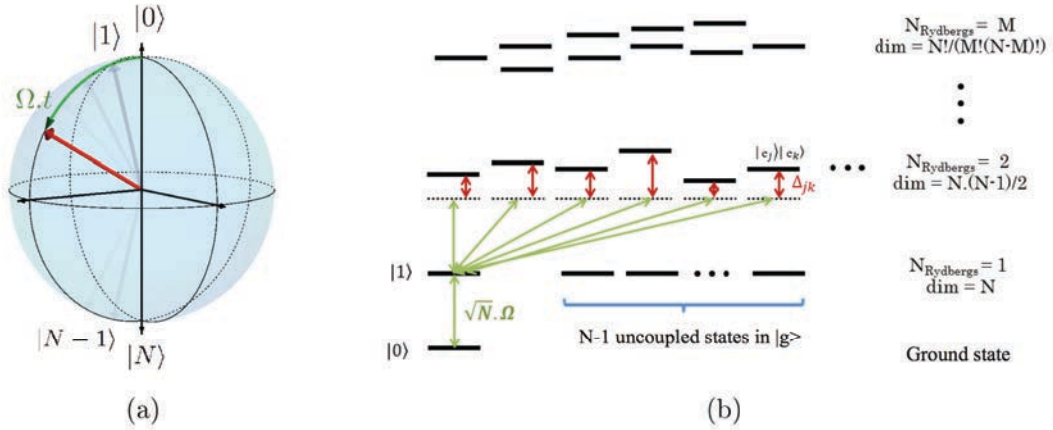 |0⟩
|1⟩
Ω.t
|N − 1⟩
|N⟩
(a)
N_Rydbergs = M
dim = N!/(M!(N-M)!)
|e_j⟩|e_k⟩
Δ_jk
N_Rydbergs = 2
dim = N.(N-1)/2
|1⟩
N_Rydbergs = 1
dim = N
√N.Ω
N-1 uncoupled states in |g>
|0⟩
Ground state
(b)